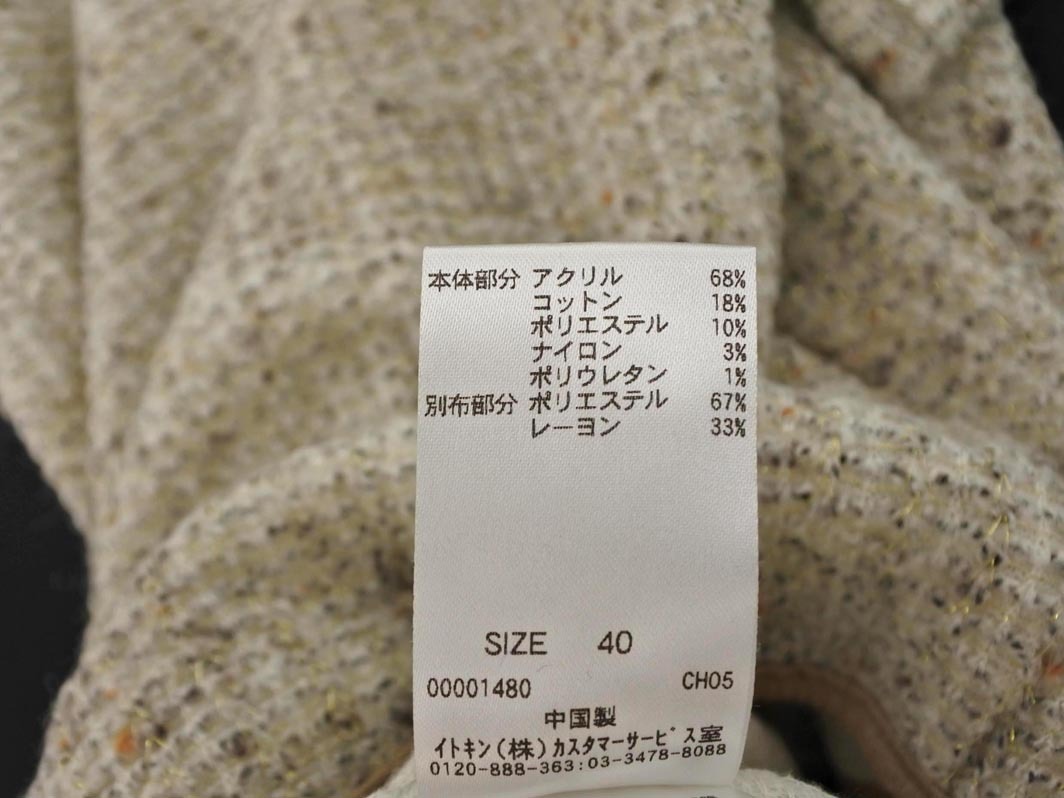 本体部分 アクリル 68%
コットン 18%
ポリエステル 10%
ナイロン 3%
ポリウレタン 1%
別布部分 ポリエステル 67%
レーヨン 33%
SIZE 40
00001480 CH05
中国製
イトキン(株)カスタマーサービス室
0120-888-363:03-3478-8088